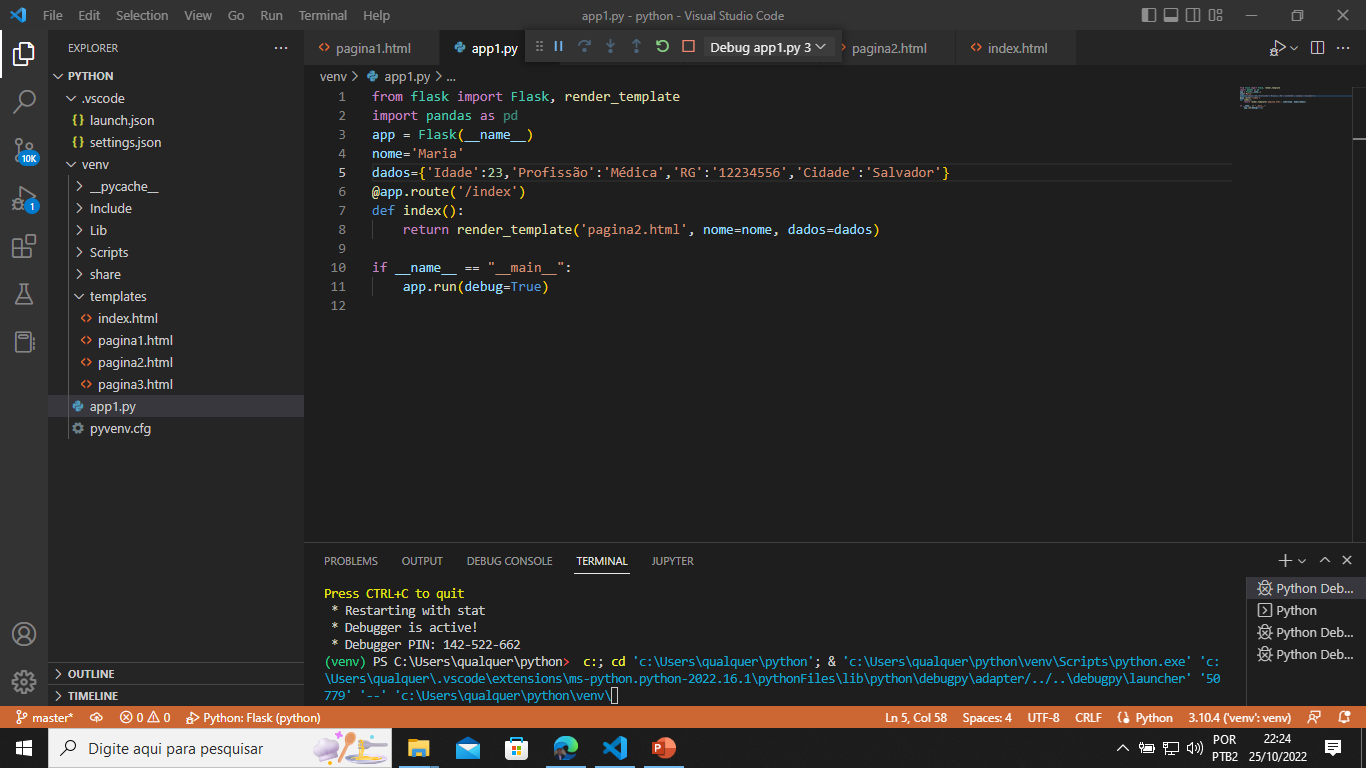 File Edit Selection View Go Run Terminal Help
app1.py - python - Visual Studio Code
EXPLORER
PYTHON
.vscode
launch.json
settings.json
venv
__pycache__
Include
Lib
Scripts
share
templates
index.html
pagina1.html
pagina2.html
pagina3.html
app1.py
pyvenv.cfg
OUTLINE
TIMELINE
10K
1
pagina1.html app1.py Debug app1.py 3 pagina2.html index.html
venv > app1.py > ...
1 from flask import Flask, render_template
2 import pandas as pd
3 app = Flask(__name__)
4 nome='Maria'
5 dados={'Idade':23,'Profissão':'Médica','RG':'12234556','Cidade':'Salvador'}
6 @app.route('/index')
7 def index():
8     return render_template('pagina2.html', nome=nome, dados=dados)
9
10 if __name__ == "__main__":
11     app.run(debug=True)
12
PROBLEMS OUTPUT DEBUG CONSOLE TERMINAL JUPYTER
Press CTRL+C to quit
* Restarting with stat
* Debugger is active!
* Debugger PIN: 142-522-662
(venv) PS C:\Users\qualquer\python> c:; cd 'c:\Users\qualquer\python'; & 'c:\Users\qualquer\python\venv\Scripts\python.exe' 'c:
\Users\qualquer\.vscode\extensions\ms-python.python-2022.16.1\pythonFiles\lib\python\debugpy\adapter/../..\debugpy\launcher' '50
779' '--' 'c:\Users\qualquer\python\venv\
Python Deb...
Python
Python Deb...
Python Deb...
master* 0 0 Python: Flask (python) Ln 5, Col 58 Spaces: 4 UTF-8 CRLF Python 3.10.4 ('venv': venv)
Digite aqui para pesquisar
POR
PTB2
22:24
25/10/2022